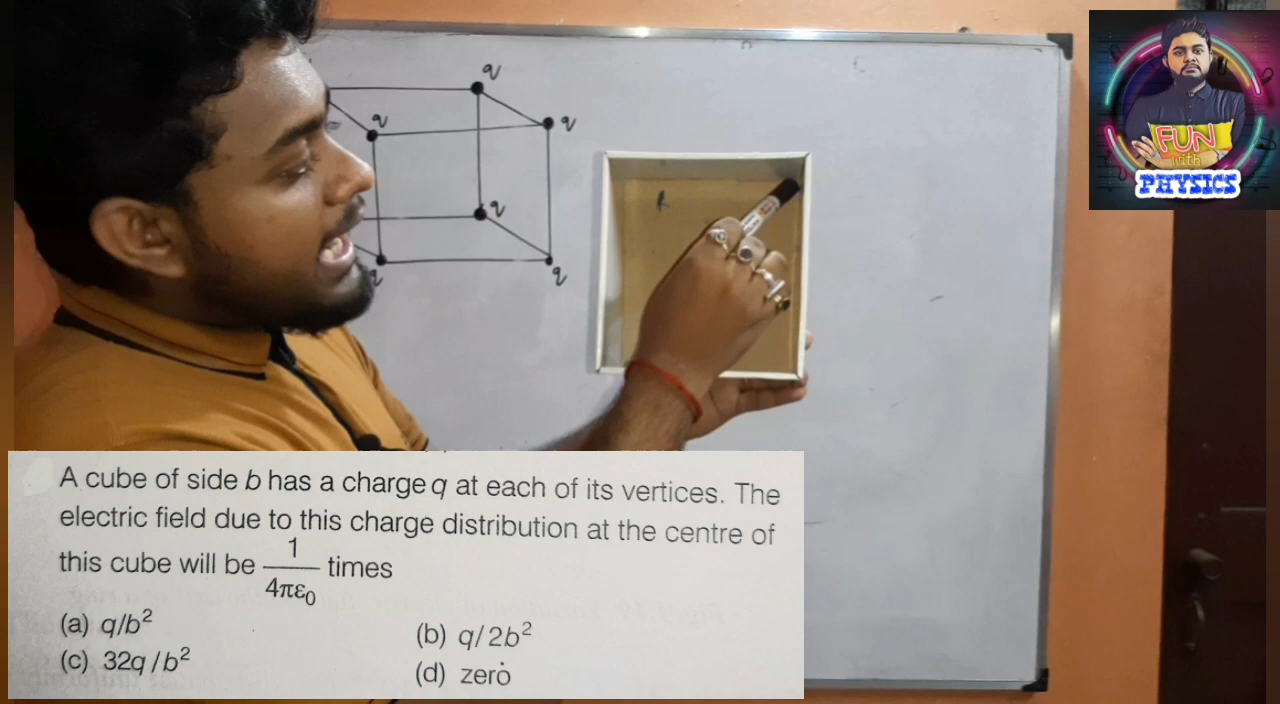 q
q
q
q
q
q
FUN
with
PHYSICS
A cube of side b has a charge q at each of its vertices. The
electric field due to this charge distribution at the centre of
this cube will be 1/4πε₀ times
(a) q/b²
(b) q/2b²
(c) 32q/b²
(d) zero